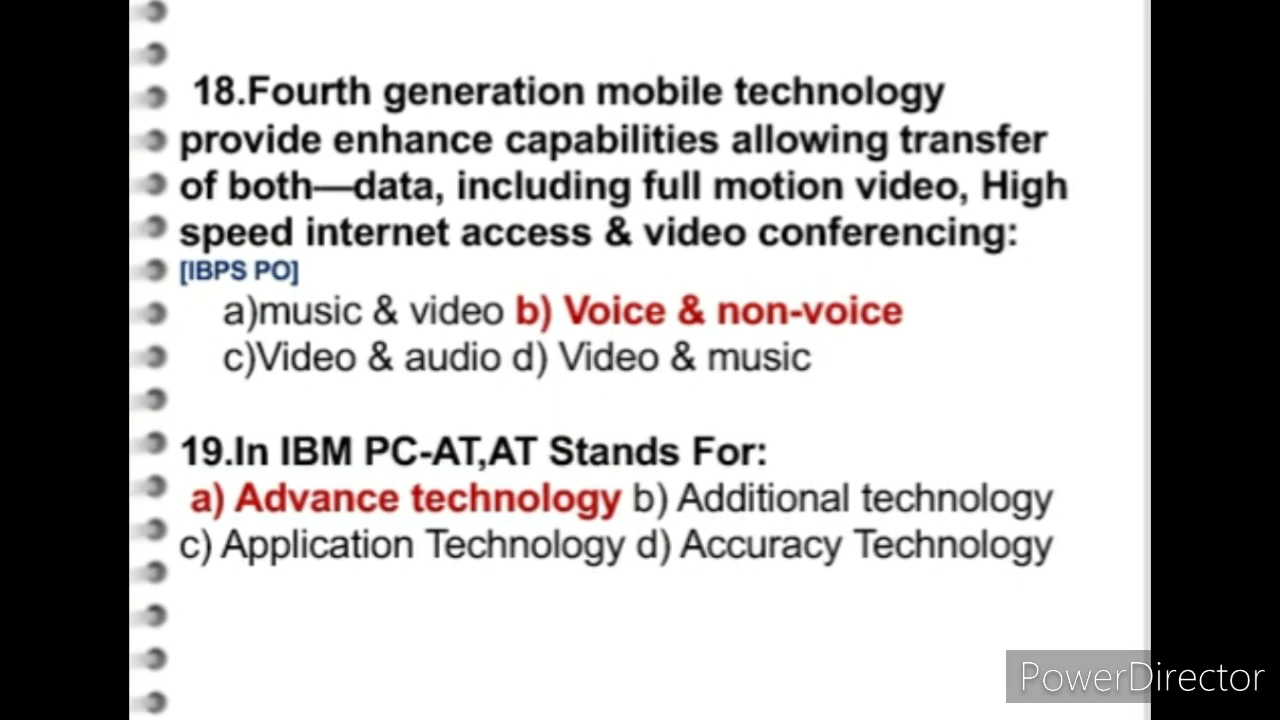 18.Fourth generation mobile technology
provide enhance capabilities allowing transfer
of both—data, including full motion video, High
speed internet access & video conferencing:
[IBPS PO]
a)music & video b) Voice & non-voice
c)Video & audio d) Video & music
19.In IBM PC-AT,AT Stands For:
a) Advance technology b) Additional technology
c) Application Technology d) Accuracy Technology
PowerDirector